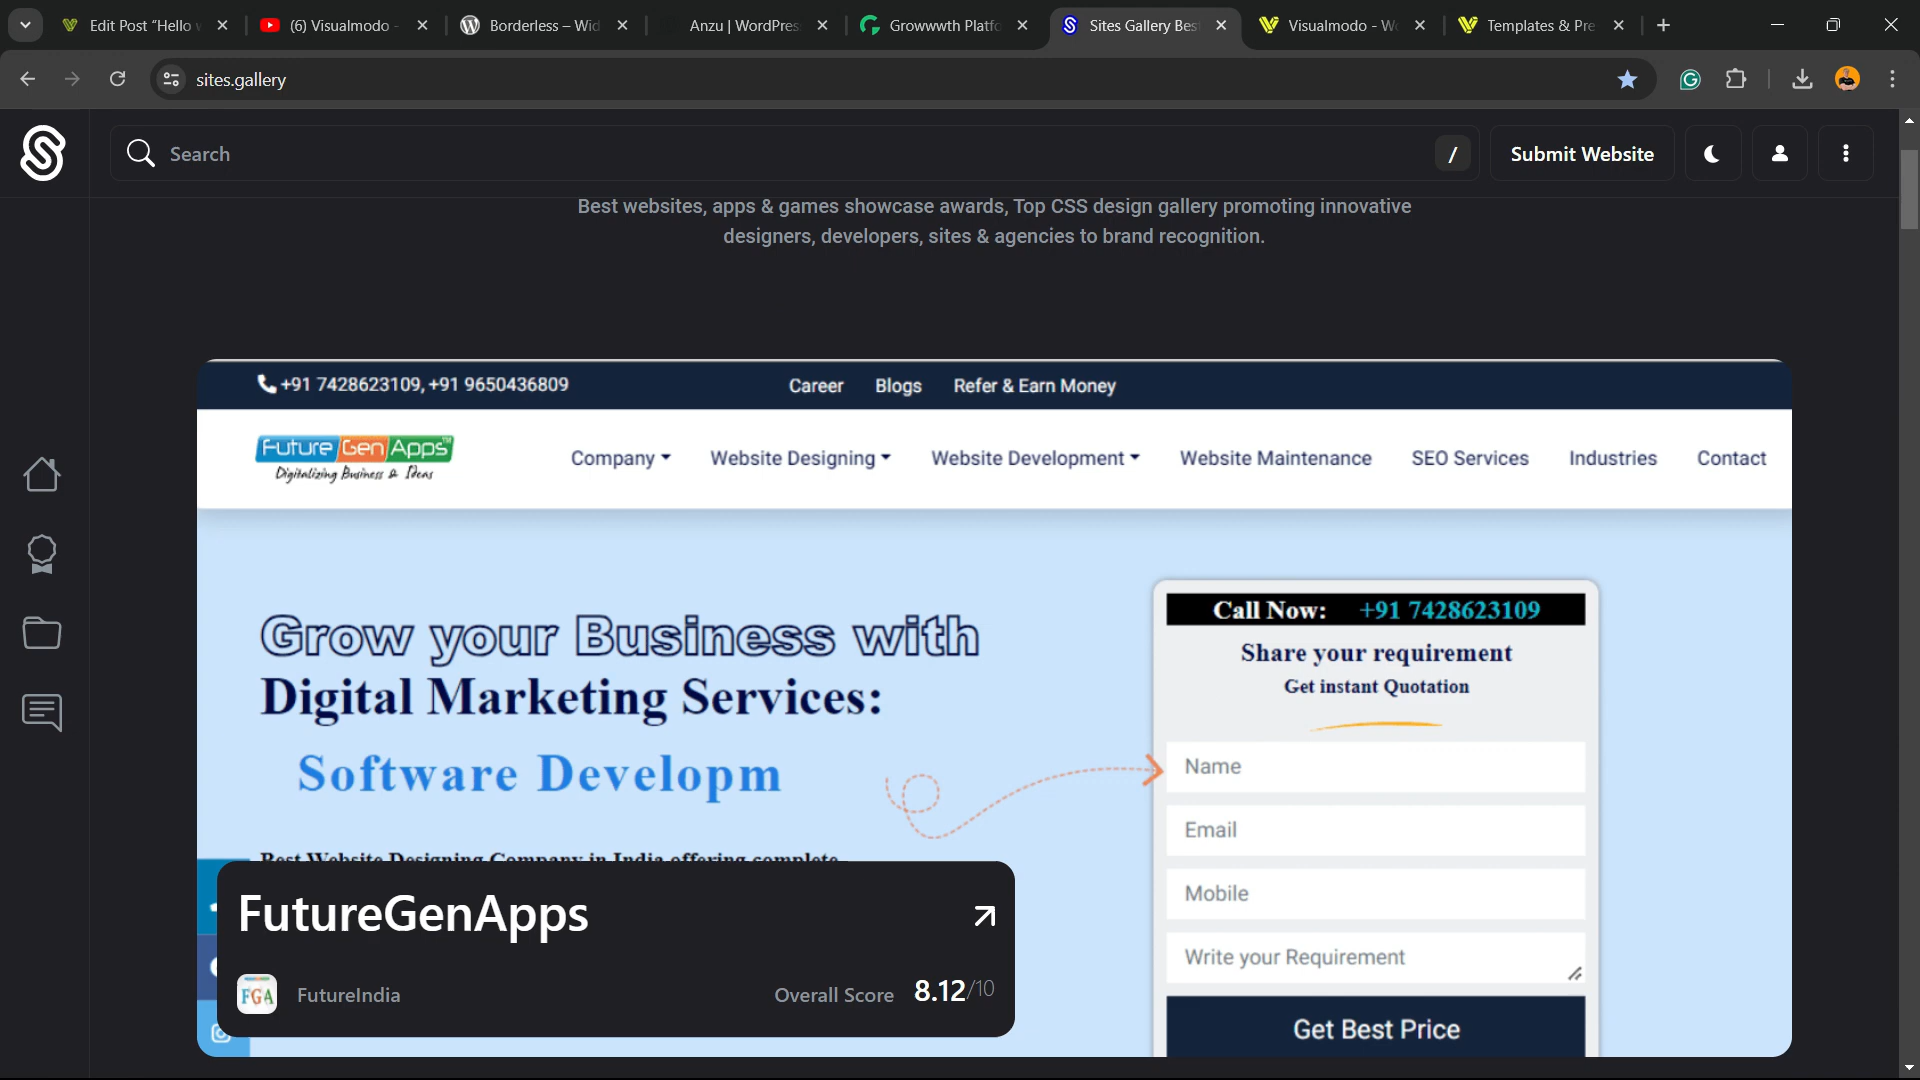 Edit Post “Hello
(6) Visualmodo -
Borderless – Wid
Anzu | WordPres
Growwwth Platfo
Sites Gallery Bes
Visualmodo - W
Templates & Pre
sites.gallery
Search
/
Submit Website
Best websites, apps & games showcase awards, Top CSS design gallery promoting innovative
designers, developers, sites & agencies to brand recognition.
+91 7428623109, +91 9650436809
Career
Blogs
Refer & Earn Money
Future Gen Apps™
Digitalizing Business & Ideas
Company
Website Designing
Website Development
Website Maintenance
SEO Services
Industries
Contact
Grow your Business with
Digital Marketing Services:
Software Developm
Best Website Designing Company in India offering complete
Call Now: +91 7428623109
Share your requirement
Get instant Quotation
Name
Email
Mobile
Write your Requirement
Get Best Price
FutureGenApps
FGA
FutureIndia
Overall Score 8.12/10